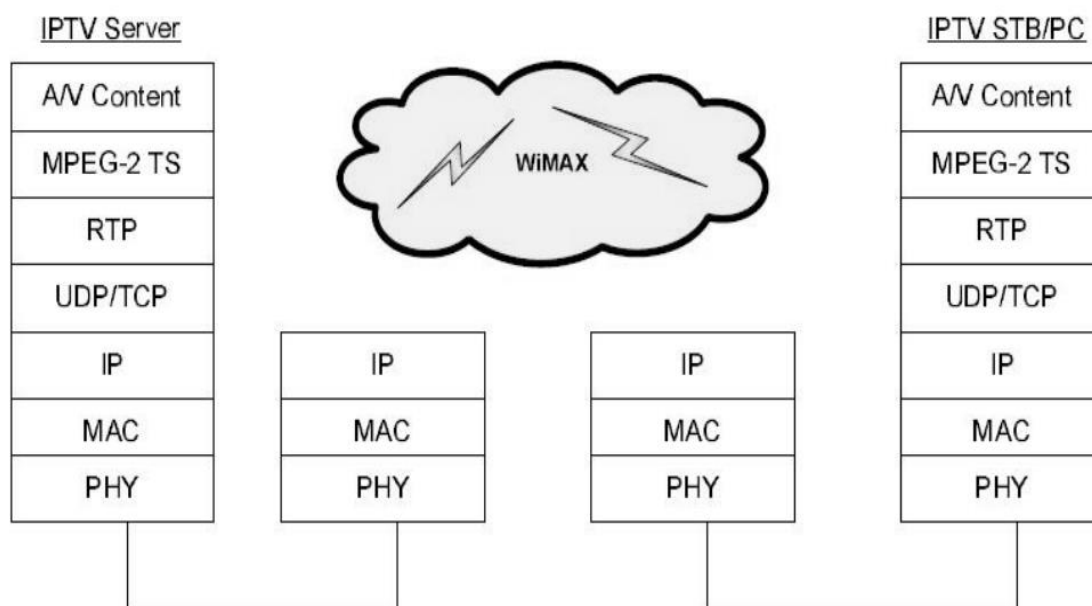 IPTV Server
A/V Content
MPEG-2 TS
RTP
UDP/TCP
IP
MAC
PHY
WiMAX
IP
MAC
PHY
IP
MAC
PHY
IPTV STB/PC
A/V Content
MPEG-2 TS
RTP
UDP/TCP
IP
MAC
PHY